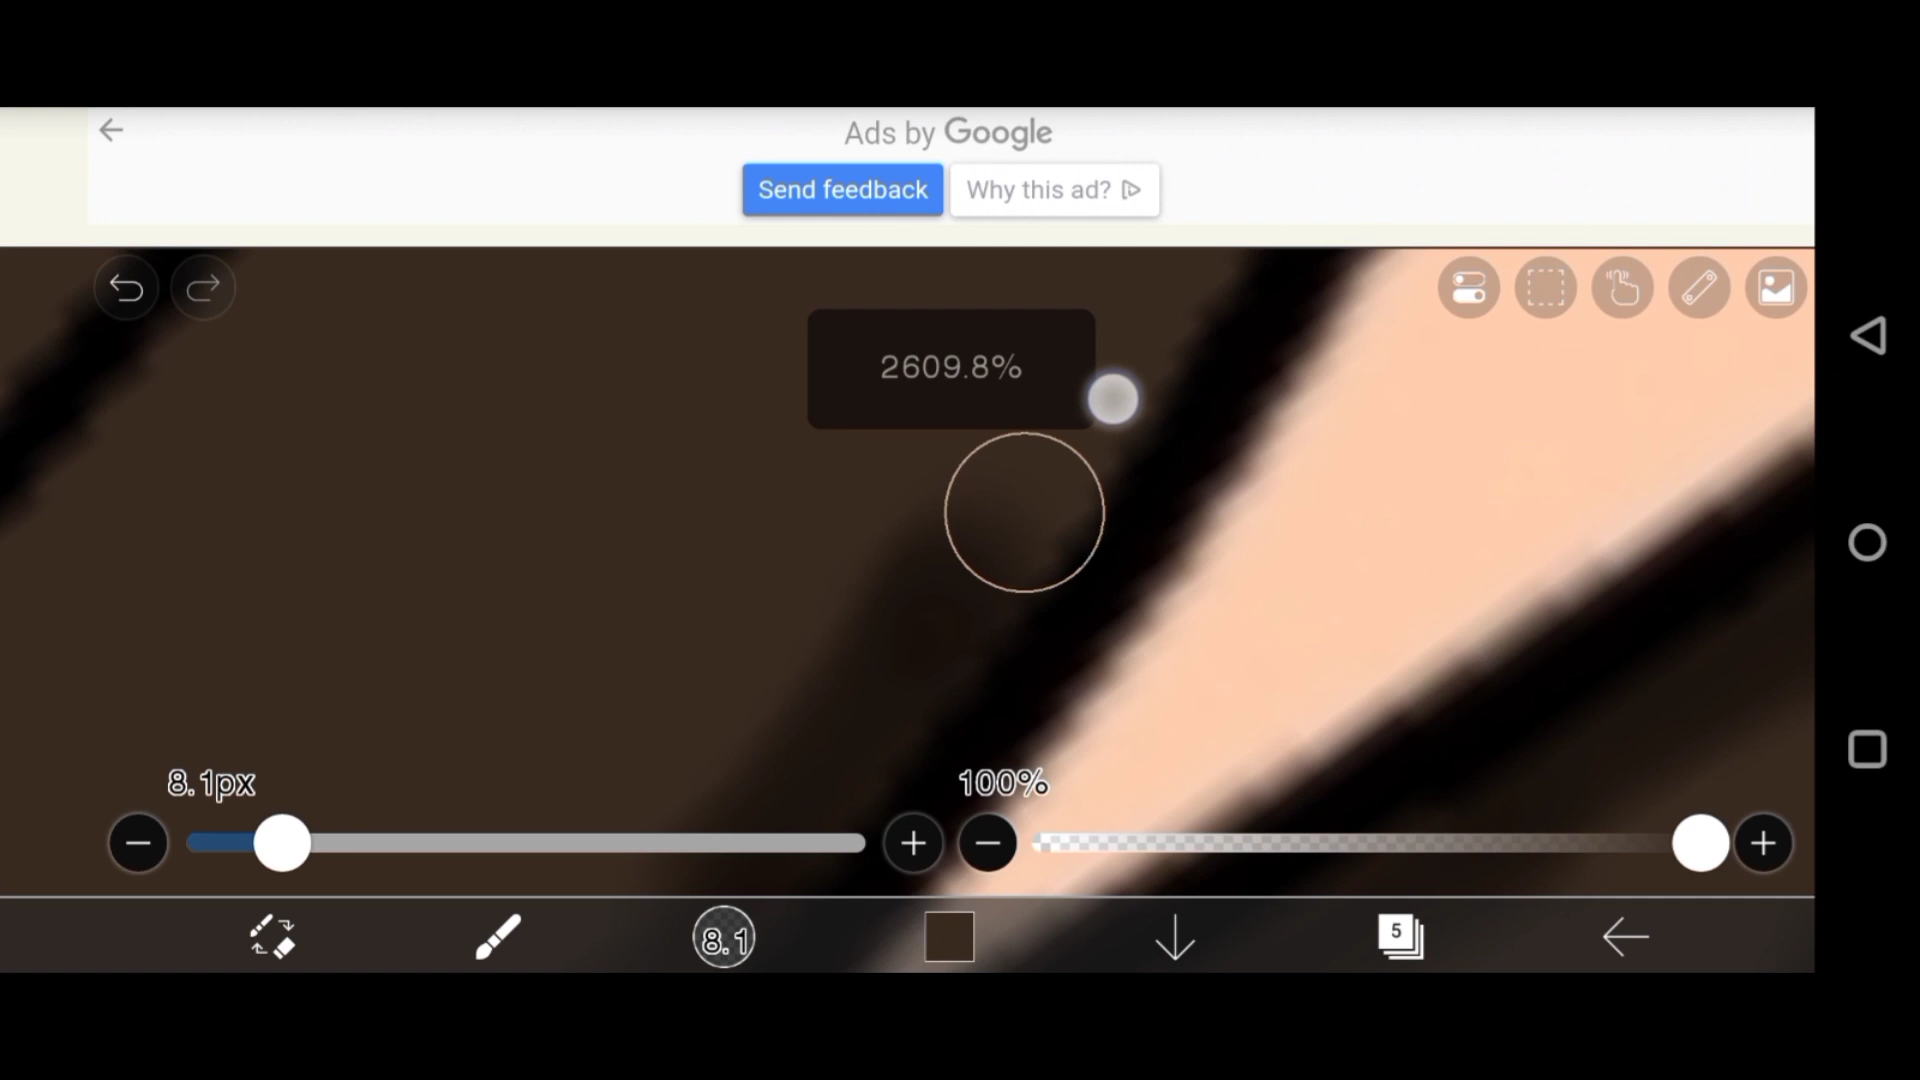 Ads by Google
Send feedback
Why this ad?
2609.8%
8.1px
100%
8.1
5